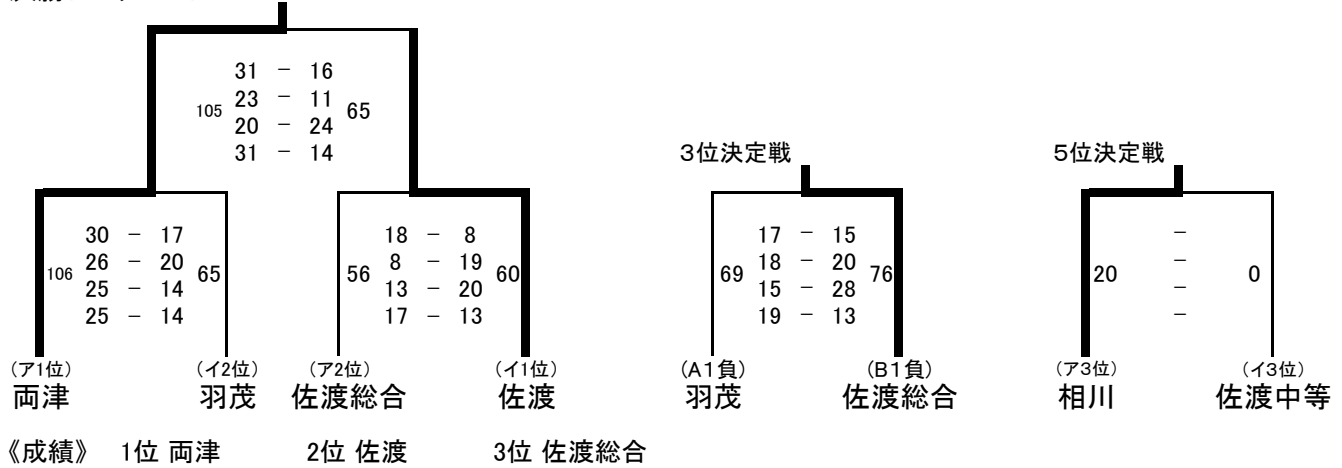 31 － 16
105 23 － 11 65
20 － 24
31 － 14
3位決定戦 5位決定戦
30 － 17 18 － 8 17 － 15 －
26 － 20 8 － 19 18 － 20 －
106 65 56 60 69 76 20 0
25 － 14 13 － 20 15 － 28 －
25 － 14 17 － 13 19 － 13 －
(ア1位) (イ2位) (ア2位) (イ1位) (A1負) (B1負) (ア3位) (イ3位)
両津 羽茂 佐渡総合 佐渡 羽茂 佐渡総合 相川 佐渡中等
《成績》 1位 両津 2位 佐渡 3位 佐渡総合